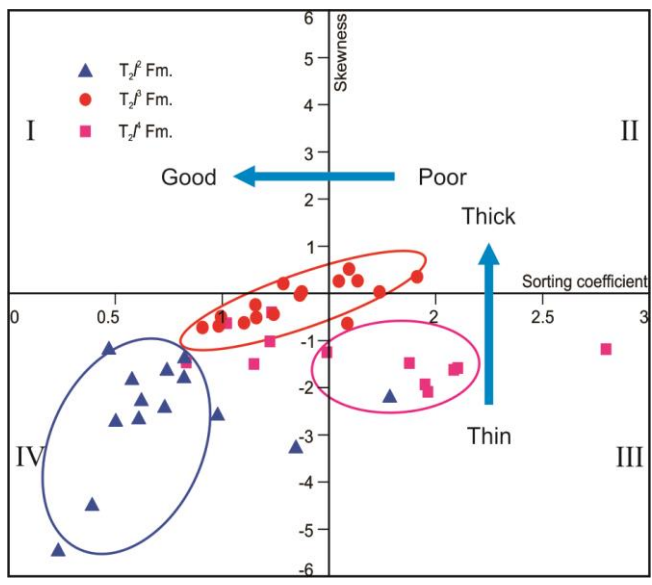 6
Skewness
5
4
3
2
1
-1
-2
-3
-4
-5
-6
T₂l² Fm.
T₂l³ Fm.
T₂l⁴ Fm.
I
II
Good
Poor
Thick
Sorting coefficient
0
0.5
1
2
2.5
3
Thin
IV
III